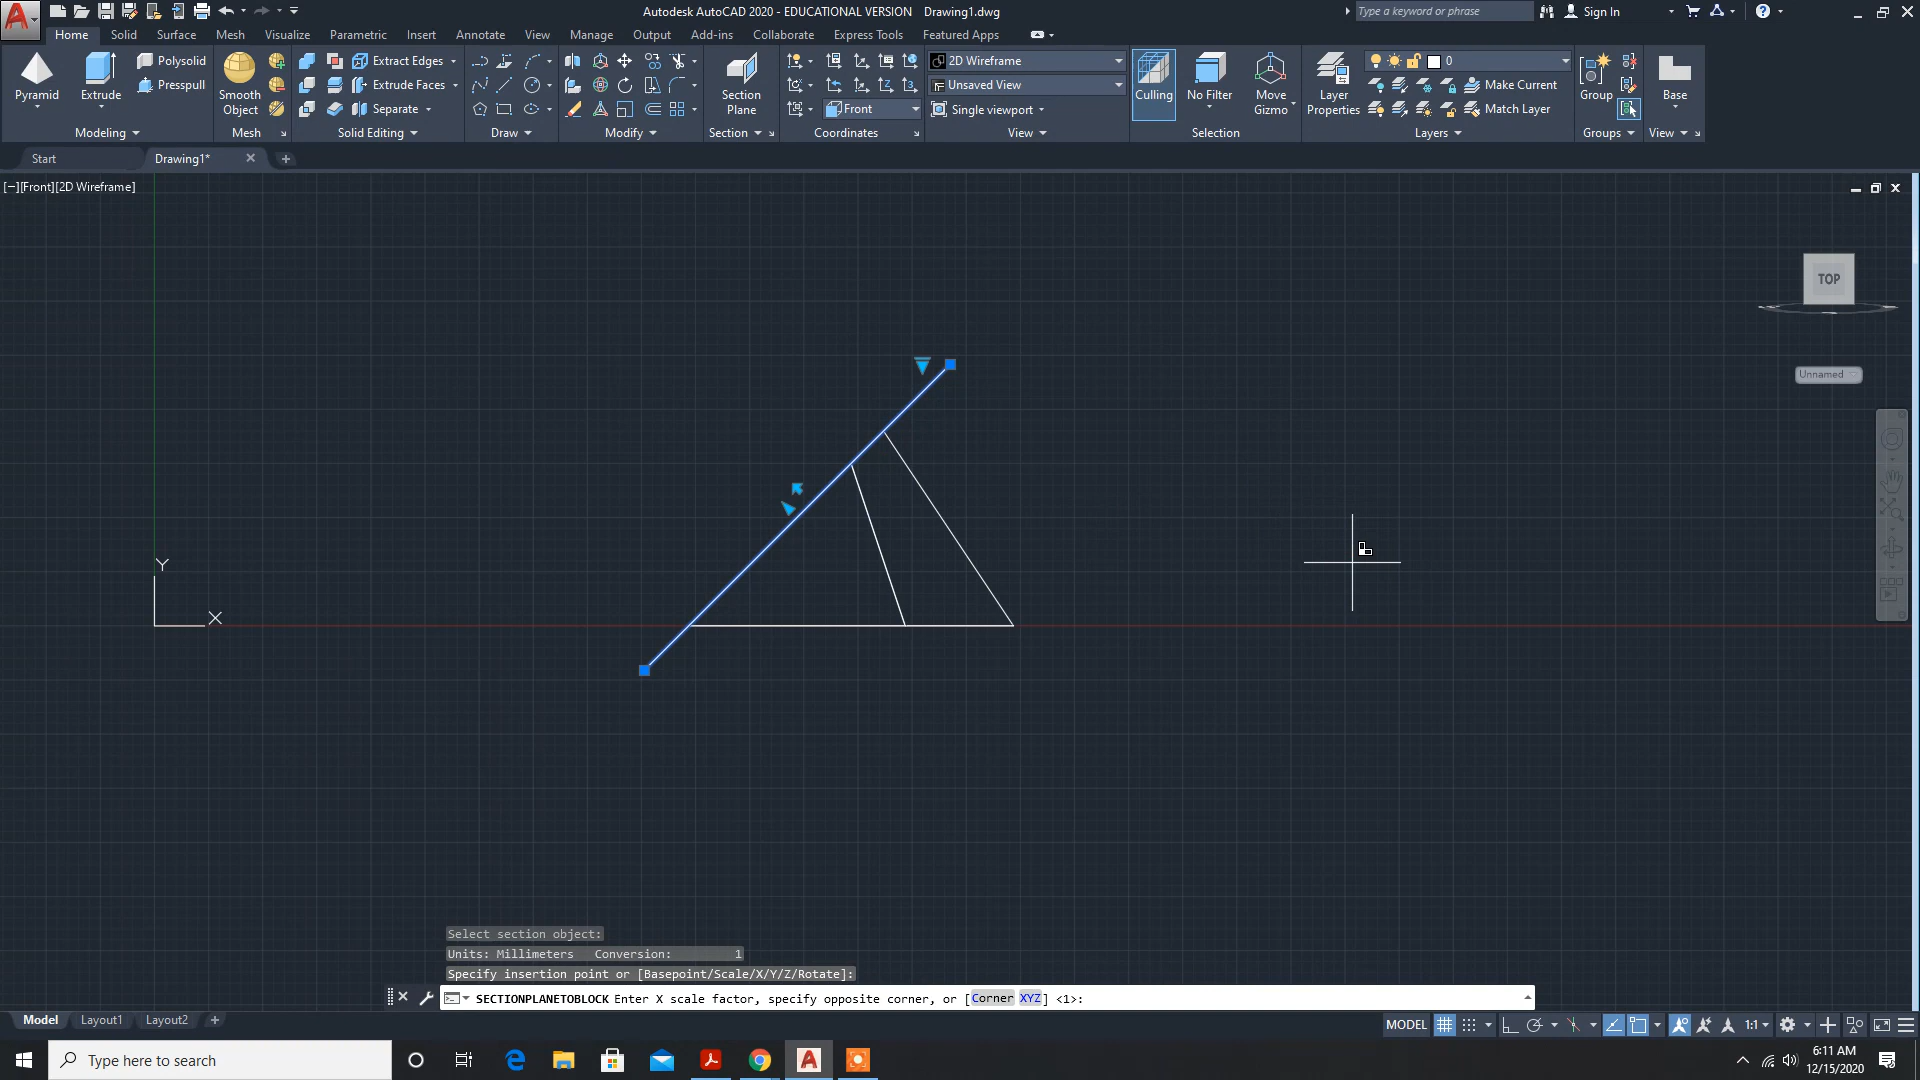 Autodesk AutoCAD 2020 - EDUCATIONAL VERSION Drawing1.dwg
Type a keyword or phrase
Sign In
Home Solid Surface Mesh Visualize Parametric Insert Annotate View Manage Output Add-ins Collaborate Express Tools Featured Apps
Pyramid
Extrude
Polysolid
Presspull
Modeling
Smooth
Object
Mesh
Extract Edges
Extrude Faces
Separate
Solid Editing
Draw
Modify
Section
Plane
Section
Front
Coordinates
2D Wireframe
Unsaved View
Single viewport
View
Culling
No Filter
Move
Gizmo
Selection
Layer
Properties
0
Make Current
Match Layer
Layers
Group
Groups
Base
View
Start
Drawing1*
[−][Front][2D Wireframe]
TOP
Unnamed
Y
X
Select section object:
Units: Millimeters Conversion: 1
Specify insertion point or [Basepoint/Scale/X/Y/Z/Rotate]:
SECTIONPLANETOBLOCK Enter X scale factor, specify opposite corner, or [Corner XYZ] <1>:
Model Layout1 Layout2
MODEL
1:1
Type here to search
6:11 AM
12/15/2020